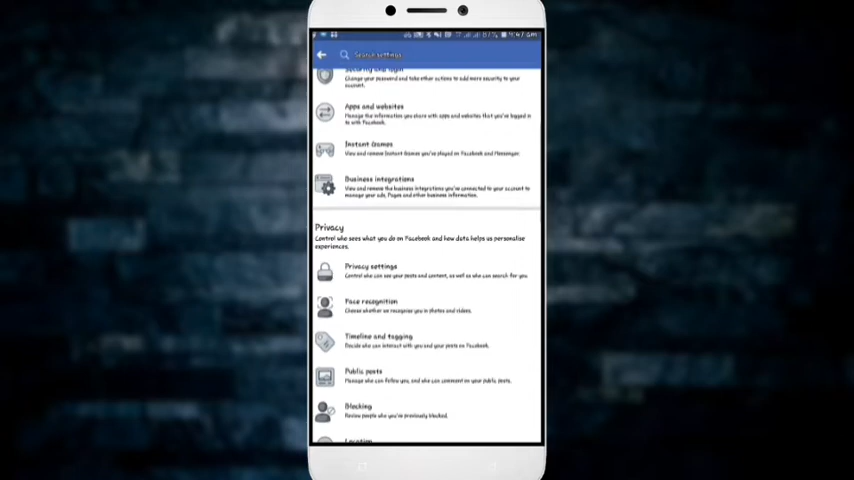 Search settings
Security and login
Change your password and take other actions to add more security to your
account.
Apps and websites
Manage the information you share with apps and websites that you've logged
in to with Facebook.
Instant Games
View and remove Instant Games you've played on Facebook and Messenger.
Business integrations
View and remove the business integrations you've connected to your account to
manage your ads, Pages and other business information.
Privacy
Control who sees what you do on Facebook and how data helps us personalise
experiences.
Privacy settings
Control who can see your posts and content, as well as who can search for you.
Face recognition
Choose whether we recognise you in photos and videos.
Timeline and tagging
Decide who can interact with you and your posts on Facebook.
Public posts
Manage who can follow you, and who can comment on your public posts.
Blocking
Review people who you've previously blocked.
Location